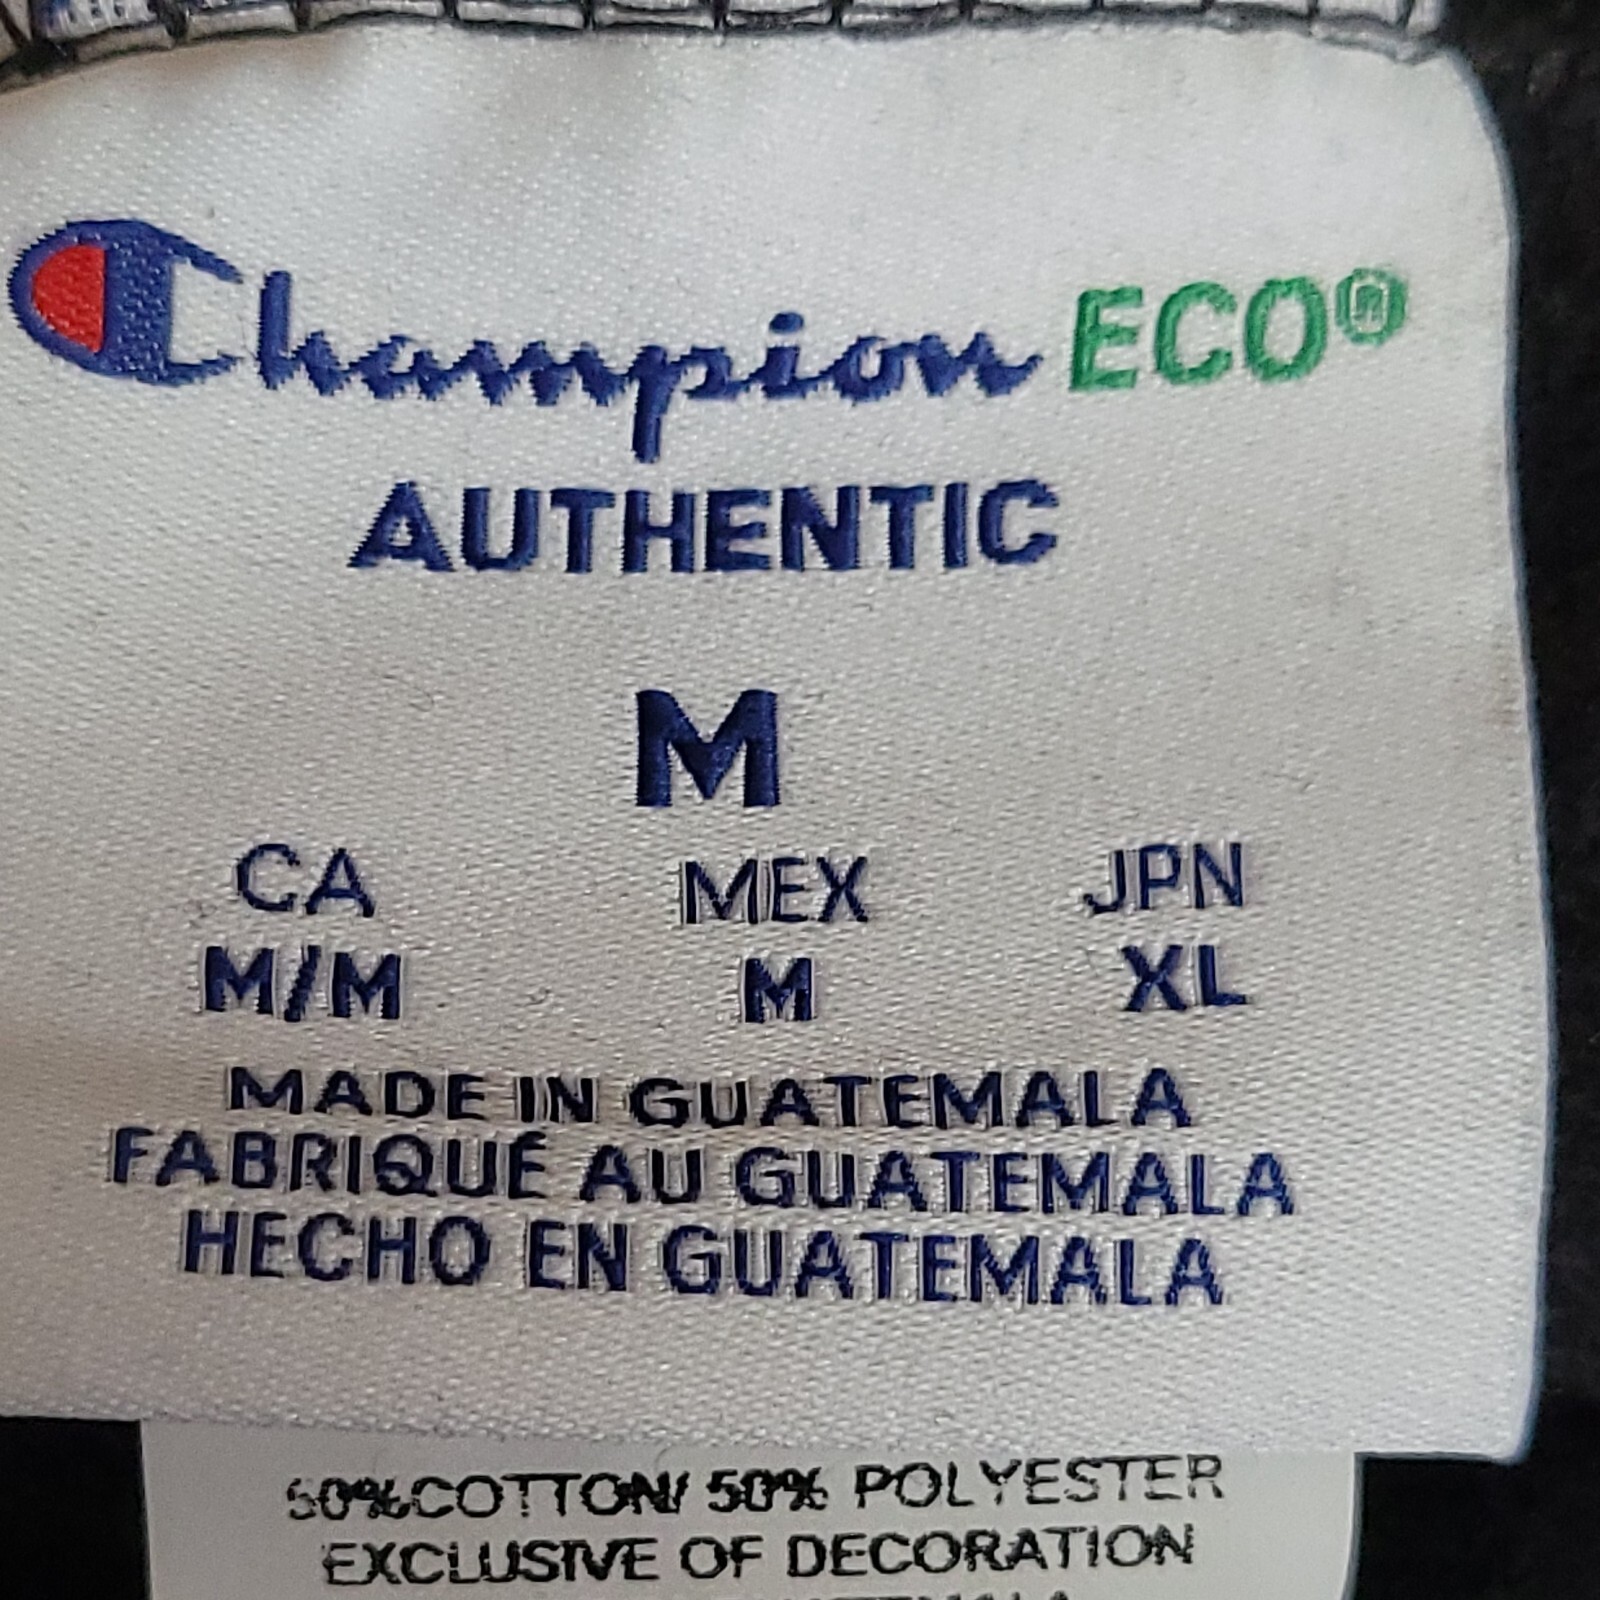 Champion ECO®
AUTHENTIC
M
CA MEX JPN
M/M M XL
MADE IN GUATEMALA
FABRIQUÉ AU GUATEMALA
HECHO EN GUATEMALA
50%COTTON/ 50% POLYESTER
EXCLUSIVE OF DECORATION